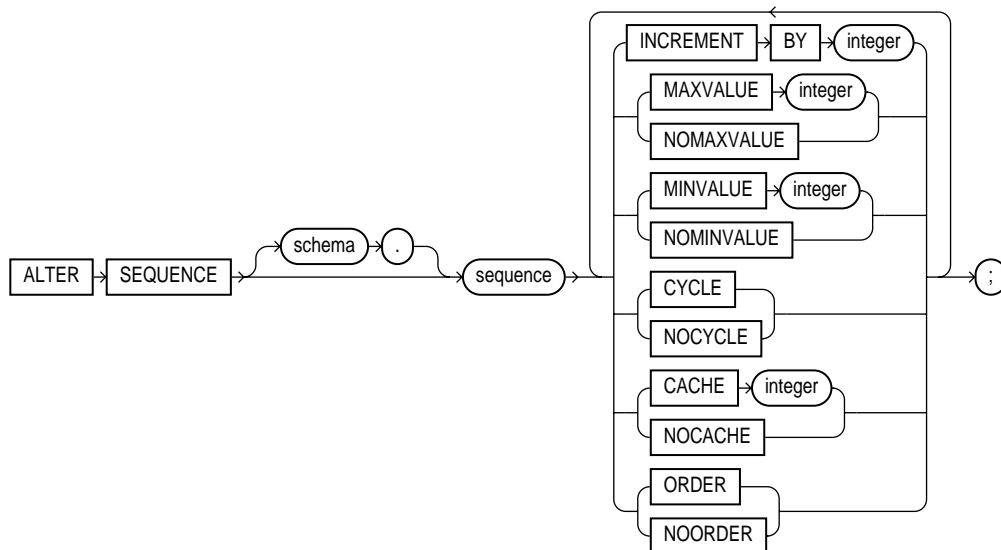 INCREMENT BY integer
MAXVALUE integer
NOMAXVALUE
MINVALUE integer
NOMINVALUE
schema .
ALTER SEQUENCE sequence ;
CYCLE
NOCYCLE
CACHE integer
NOCACHE
ORDER
NOORDER